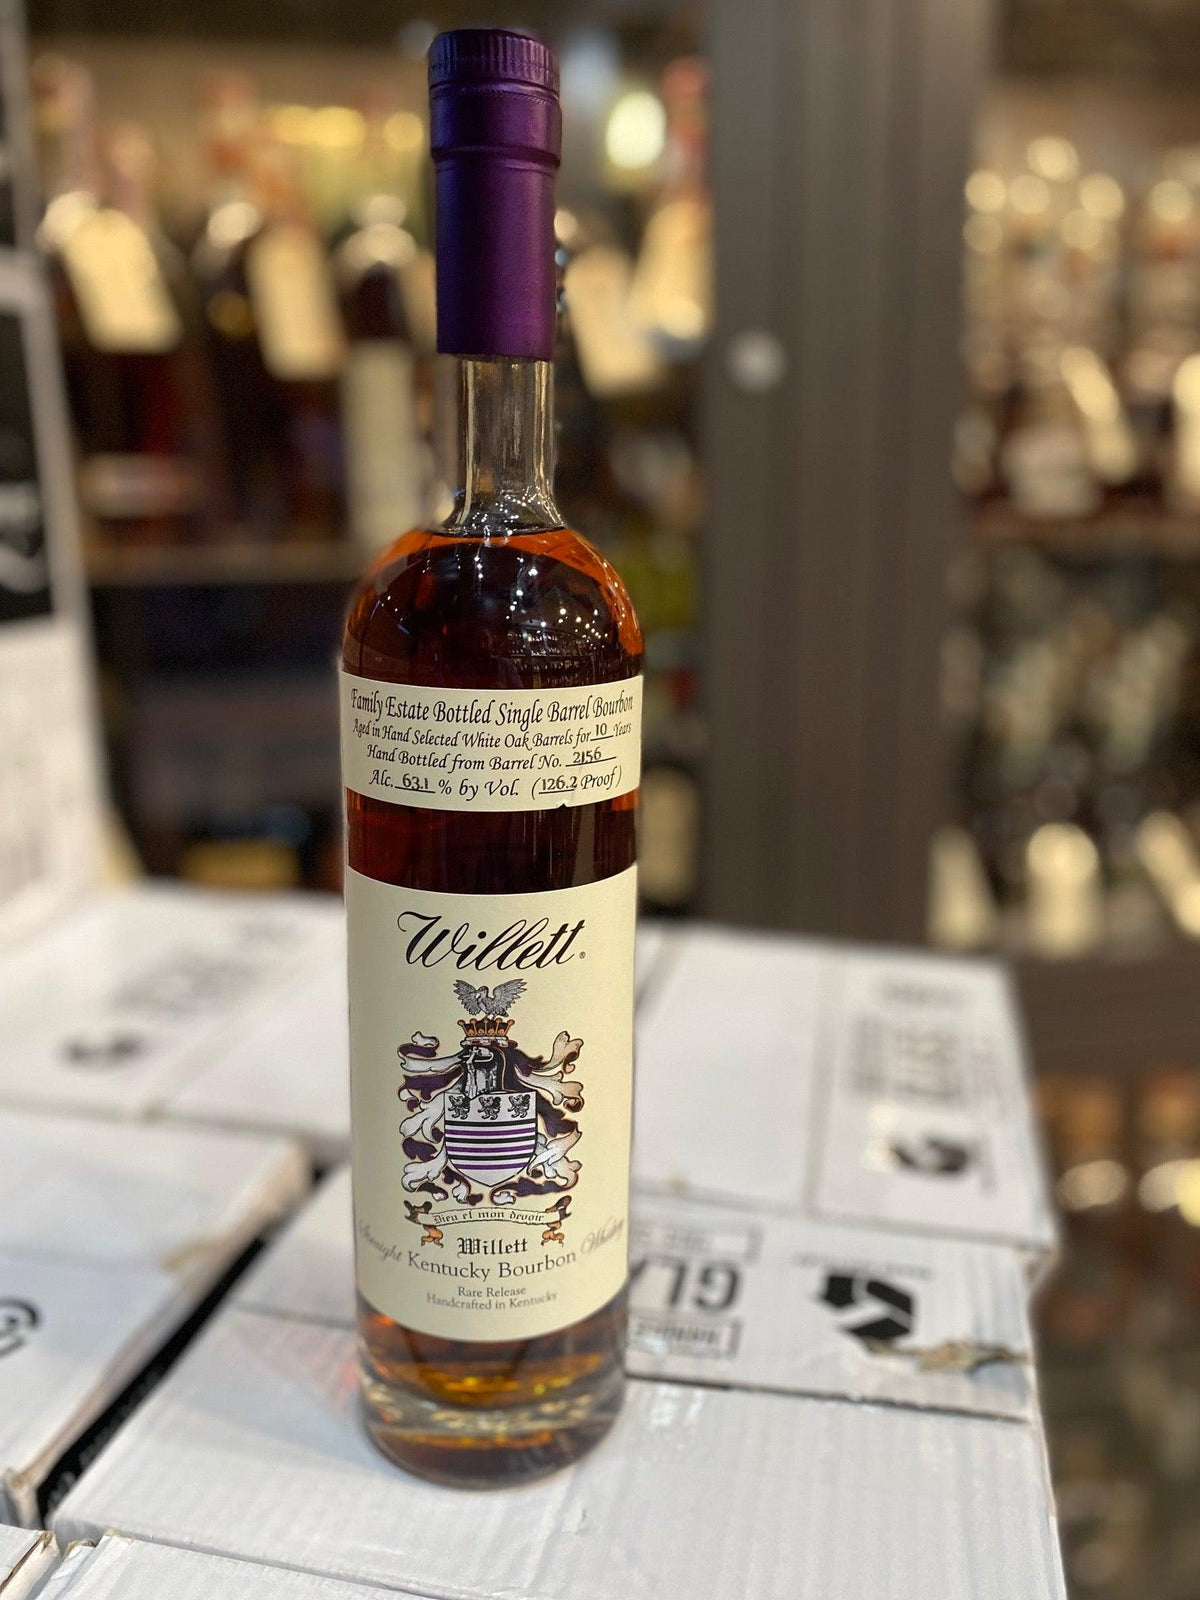 Family Estate Bottled Single Barrel Bourbon
Aged in Hand Selected White Oak Barrels for 10 Years
Hand Bottled from Barrel No. 2156
Alc. 63.1 % by Vol. (126.2 Proof)
Willett®
Dieu et mon devoir
Willett
Straight Kentucky Bourbon Whiskey
Rare Release
Handcrafted in Kentucky